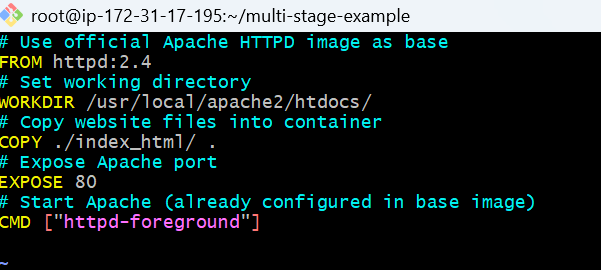 root@ip-172-31-17-195:~/multi-stage-example
# Use official Apache HTTPD image as base
FROM httpd:2.4
# Set working directory
WORKDIR /usr/local/apache2/htdocs/
# Copy website files into container
COPY ./index_html/ .
# Expose Apache port
EXPOSE 80
# Start Apache (already configured in base image)
CMD ["httpd-foreground"]
~